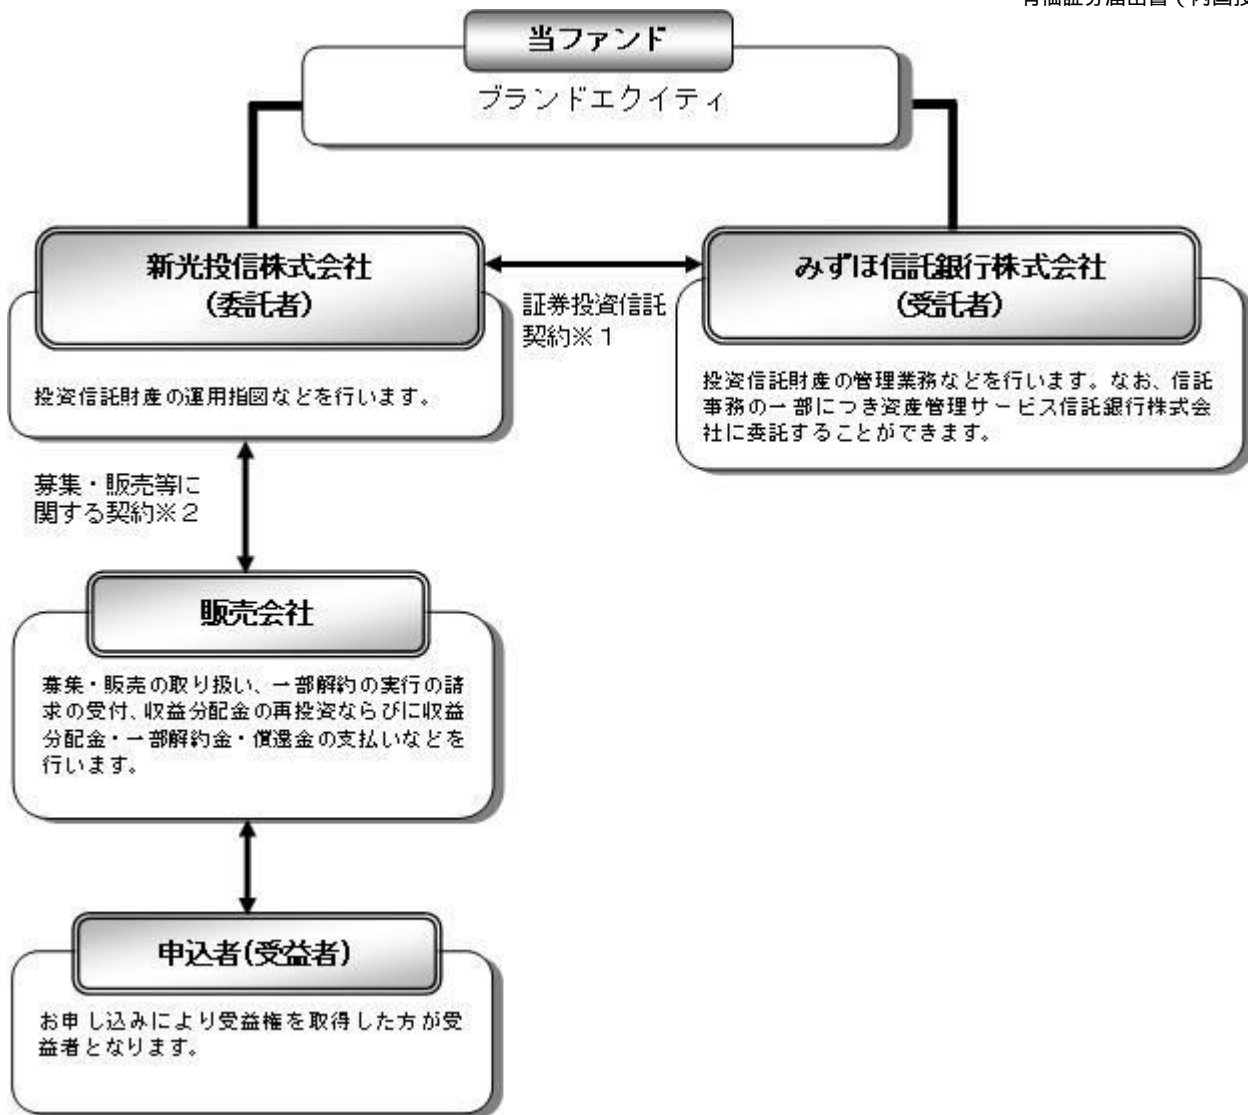 当ファンド
ブランドエクイティ
新光投信株式会社
(委託者)
投資信託財産の運用指図などを行います。
証券投資信託
契約※1
みずほ信託銀行株式会社
(受託者)
投資信託財産の管理業務などを行います。なお、信託
事務の一部につき資産管理サービス信託銀行株式会
社に委託することができます。
募集・販売等に
関する契約※2
販売会社
募集・販売の取り扱い、一部解約の実行の請
求の受付、収益分配金の再投資ならびに収益
分配金・一部解約金・償還金の支払いなどを
行います。
申込者(受益者)
お申し込みにより受益権を取得した方が受
益者となります。